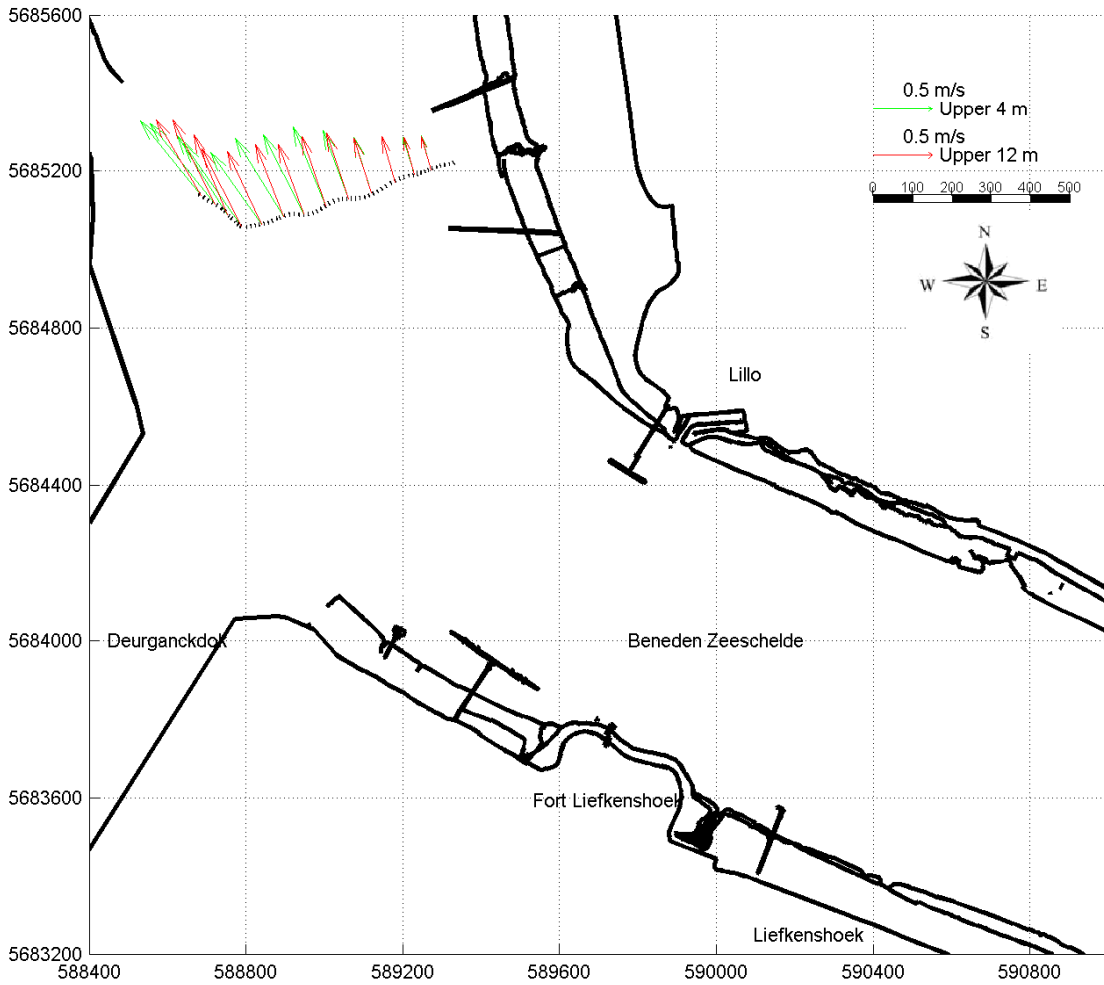 5685600
5685200
5684800
5684400
5684000
5683600
5683200
588400
588800
589200
589600
590000
590400
590800
0.5 m/s
Upper 4 m
0.5 m/s
Upper 12 m
0 100 200 300 400 500
N
W E
S
Lillo
Deurganckdok
Beneden Zeeschelde
Fort Liefkenshoek
Liefkenshoek